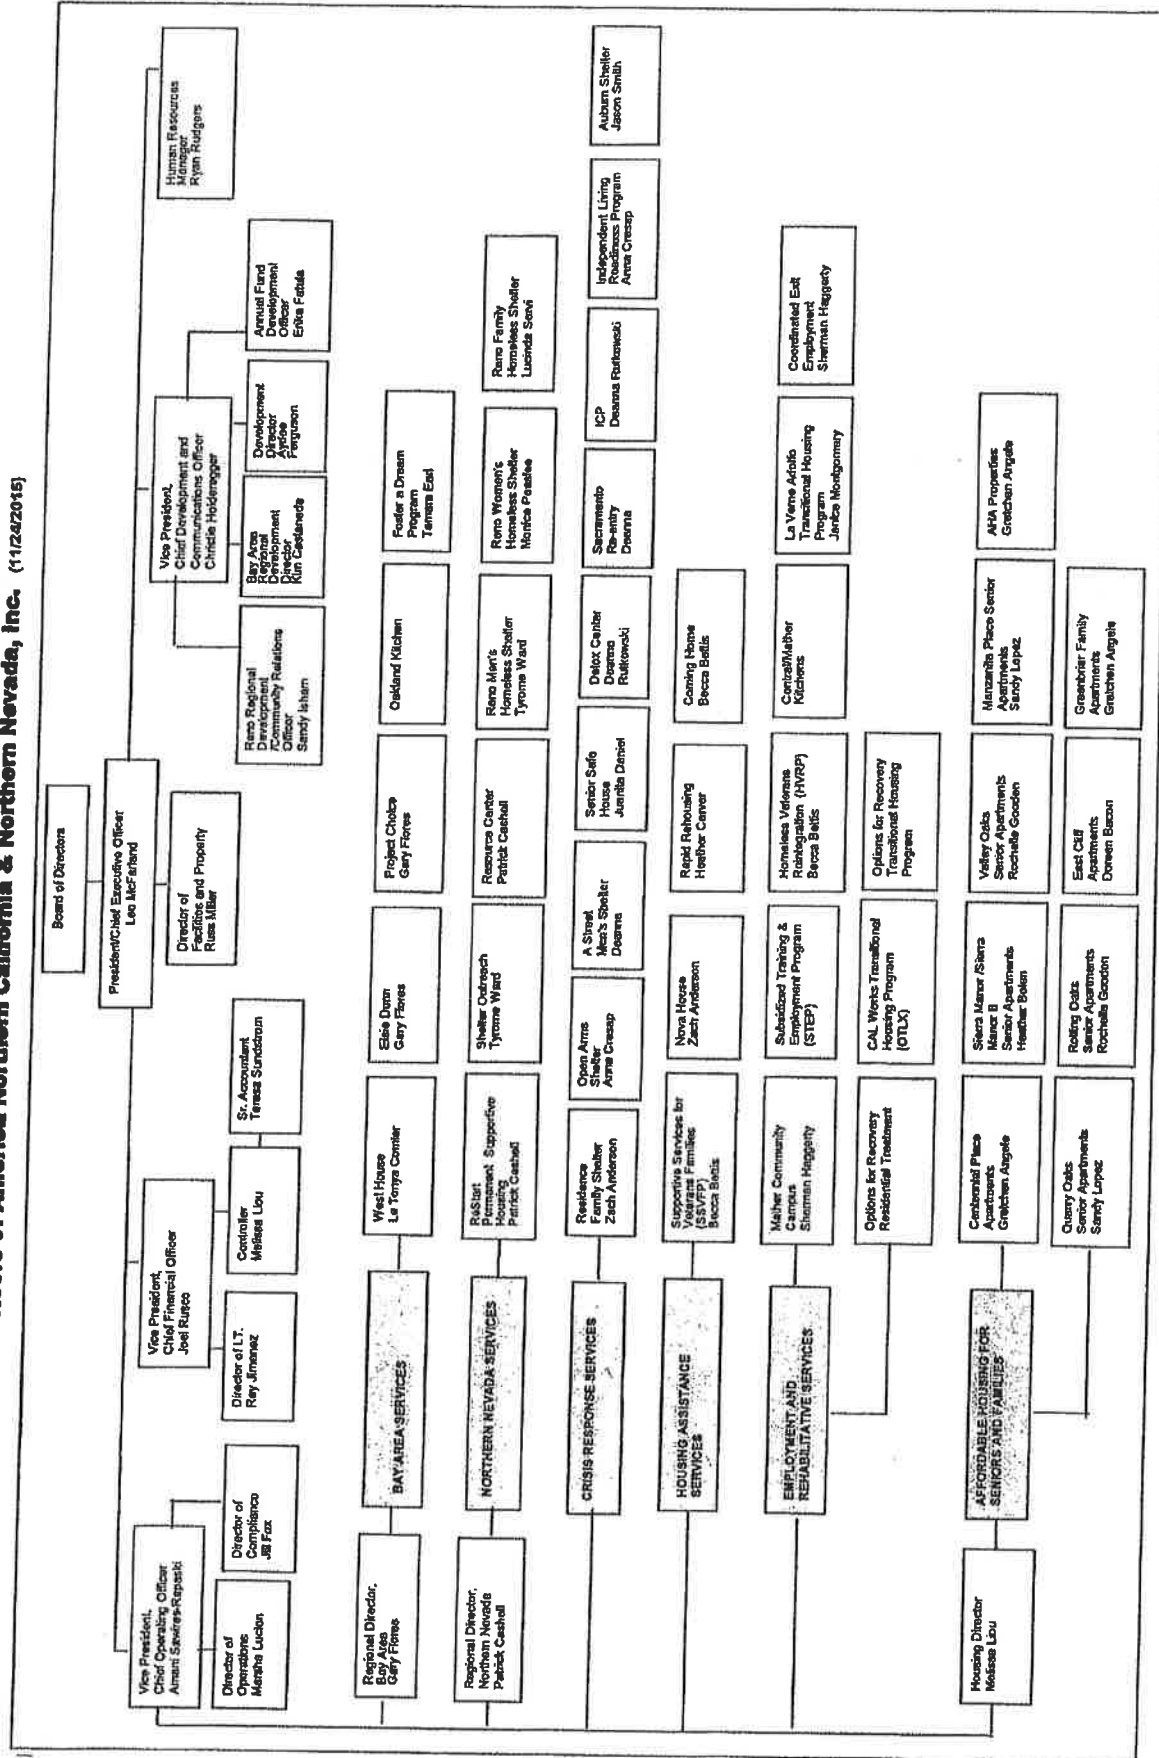 of America Northern California & Northern Nevada, Inc. (11/24/2015)
Board of Directors
President/Chief Executive Officer
Leo McFarland
Director of
Facilities and Property
Russ Miller
Human Resources
Manager
Ryan Rudgers
Vice President,
Chief Operating Officer
Amani Sawires-Rapaski
Director of
Operations
Marsha Lucien
Director of
Compliance
Jill Fox
Vice President,
Chief Financial Officer
Joel Rusco
Director of I.T.
Ray Jimenez
Controller
Melissa Liou
Sr. Accountant
Teresa Sundstrom
Vice President,
Chief Development and
Communications Officer
Christie Holderegger
Reno Regional
Development
/Community Relations
Officer
Sandy Isham
Bay Area
Regional
Development
Director
Kim Castaneda
Development
Director
Aydee
Ferguson
Annual Fund
Development
Officer
Erika Fatula
Regional Director,
Bay Area
Gary Flores
BAY AREA SERVICES
West House
La Tonya Comier
Elsie Dunn
Gary Flores
Project Choice
Gary Flores
Oakland Kitchen
Foster a Dream
Program
Tamara Earl
Regional Director,
Northern Nevada
Patrick Cashell
NORTHERN NEVADA SERVICES
ReStart
Permanent Supportive
Housing
Patrick Cashell
Shelter Outreach
Tyrome Ward
Resource Center
Patrick Cashell
Reno Men's
Homeless Shelter
Tyrome Ward
Reno Women's
Homeless Shelter
Monica
Reno Family
Homeless Shelter
Lucinda Servi
CRISIS RESPONSE SERVICES
Residence
Family Shelter
Zach Anderson
Open Arms
Shelter
Anna Cresap
A Street
Men's Shelter
Deanna
Senior Safe
House
Juanita Daniel
Detox Center
Deanna
Rutkowski
Sacramento
Re-entry
Deanna
ICP
Deanna Rutkowski
Independent Living
Readiness Program
Anna Cresap
Auburn Shelter
Jason Smith
HOUSING ASSISTANCE
SERVICES
Supportive Services for
Veterans Families
(SSVFP)
Becca Bettis
Nova House
Zach Anderson
Rapid Rehousing
Heather Carver
Coming Home
Becca Bettis
EMPLOYMENT AND
REHABILITATIVE SERVICES
Mather Community
Campus
Sherman Haggerty
Subsidized Training &
Employment Program
(STEP)
Homeless Veterans
Reintegration (HVRP)
Becca Bettis
Central/Mather
Kitchens
La Verne Adolfo
Transitional Housing
Program
Janice Montgomery
Coordinated Exit
Employment
Sherman Haggerty
Options for Recovery
Residential Treatment
CAL Works Transitional
Housing Program
(OTLX)
Options for Recovery
Transitional Housing
Program
Housing Director
Melissa Liou
AFFORDABLE HOUSING FOR
SENIORS AND FAMILIES
Centennial Place
Apartments
Gretchen Angele
Sierra Manor /Sierra
Manor II
Senior Apartments
Heather Bolen
Valley Oaks
Senior Apartments
Rochelle Gooden
Manzanita Place Senior
Apartments
Sandy Lopez
AHA Properties
Gretchen Angele
Quarry Oaks
Senior Apartments
Sandy Lopez
Rolling Oaks
Senior Apartments
Rochelle Gooden
East Cliff
Apartments
Doreen Bacon
Greenbriar Family
Apartments
Gretchen Angele